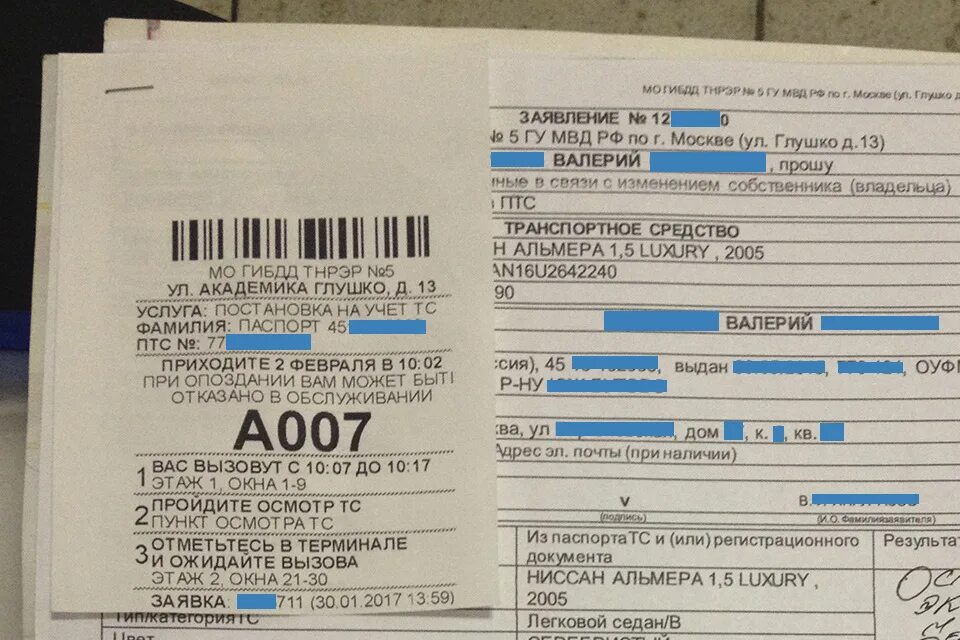 МО ГИБДД ТНРЭР №5
УЛ. АКАДЕМИКА ГЛУШКО, Д. 13
УСЛУГА: ПОСТАНОВКА НА УЧЕТ ТС
ФАМИЛИЯ: ПАСПОРТ 45
ПТС №: 77
ПРИХОДИТЕ 2 ФЕВРАЛЯ В 10:02
ПРИ ОПОЗДАНИИ ВАМ МОЖЕТ БЫТЬ
ОТКАЗАНО В ОБСЛУЖИВАНИИ
А007
1 ВАС ВЫЗОВУТ С 10:07 ДО 10:17
ЭТАЖ 1, ОКНА 1-9
2 ПРОЙДИТЕ ОСМОТР ТС
ПУНКТ ОСМОТРА ТС
3 ОТМЕТЬТЕСЬ В ТЕРМИНАЛЕ
И ОЖИДАЙТЕ ВЫЗОВА
ЭТАЖ 2, ОКНА 21-30
ЗАЯВКА: 711 (30.01.2017 13:59)
МО ГИБДД ТНРЭР № 5 ГУ МВД РФ по г. Москве (ул. Глушко д
ЗАЯВЛЕНИЕ № 12 0
№ 5 ГУ МВД РФ по г. Москве (ул. Глушко д.13)
ВАЛЕРИЙ , прошу
ные в связи с изменением собственника (владельца)
ПТС
ТРАНСПОРТНОЕ СРЕДСТВО
Н АЛЬМЕРА 1,5 LUXURY , 2005
AN16U2642240
90
ВАЛЕРИЙ
ссия), 45 , выдан , ОУФМ
Р-НУ
ква, ул , дом , к. , кв.
Адрес эл. почты (при наличии)
v В.
(подпись) (И.О. Фамилия заявителя)
Из паспорта ТС и (или) регистрационного документа
Результат
НИССАН АЛЬМЕРА 1,5 LUXURY ,
2005
Тип/категория ТС
Легковой седан/В
Цвет
СЕРЕБРИСТЫЙ